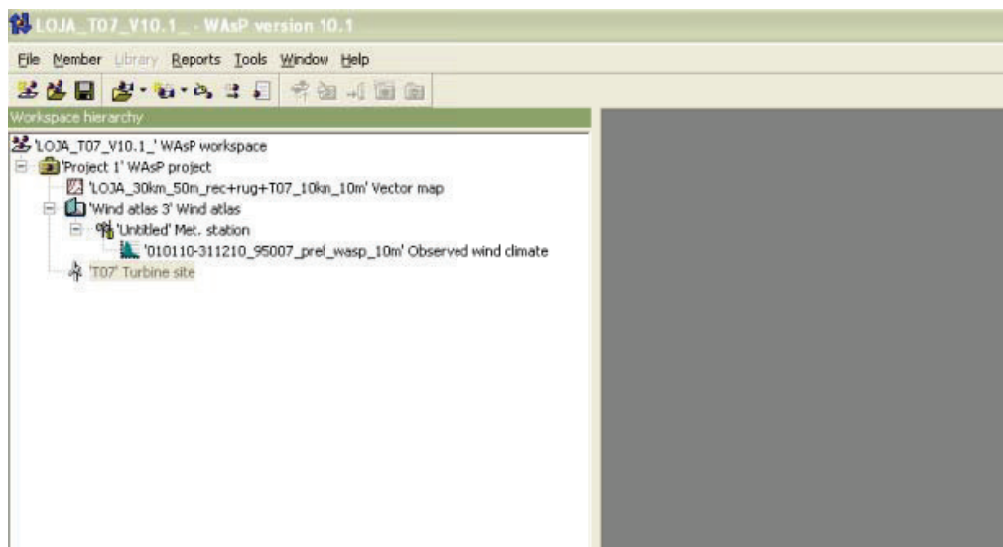 LOJA_T07_V10.1_ - WAsP version 10.1
File Member Library Reports Tools Window Help
Workspace hierarchy
'LOJA_T07_V10.1_' WAsP workspace
'Project 1' WAsP project
'LOJA_30km_50m_rec+rug+T07_10km_10m' Vector map
'Wind atlas 3' Wind atlas
'Untitled' Met. station
'010110-311210_95007_prel_wasp_10m' Observed wind climate
'T07' Turbine site